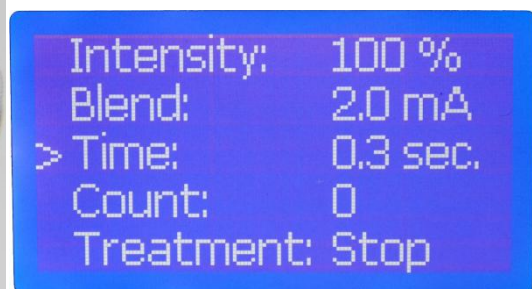 Intensity: 100 %
Blend: 2.0 mA
> Time: 0.3 sec.
Count: 0
Treatment: Stop